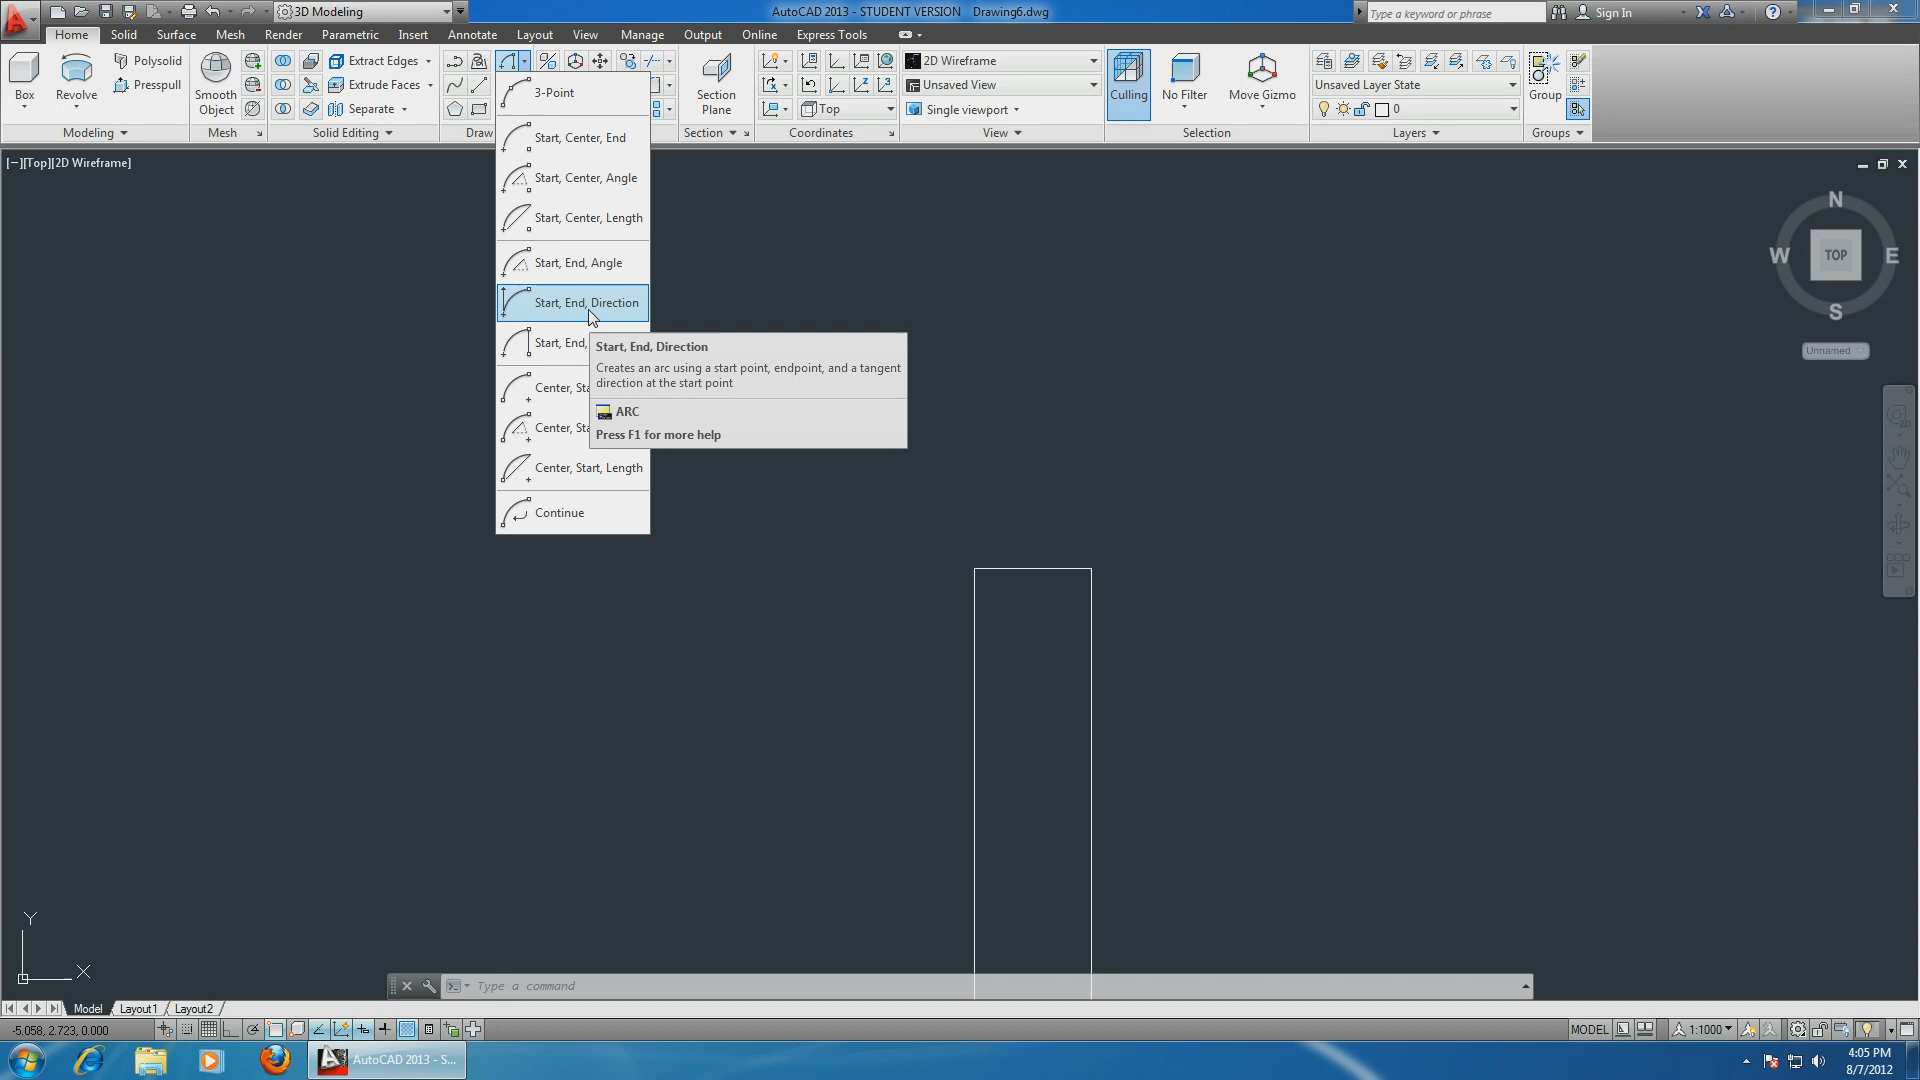 3D Modeling
AutoCAD 2013 - STUDENT VERSION Drawing6.dwg
Type a keyword or phrase
Sign In
Home Solid Surface Mesh Render Parametric Insert Annotate Layout View Manage Output Online Express Tools
Box
Revolve
Polysolid
Presspull
Modeling
Smooth
Object
Mesh
Extract Edges
Extrude Faces
Separate
Solid Editing
Draw
Section
Plane
Section
Top
Coordinates
2D Wireframe
Unsaved View
Single viewport
View
Culling
No Filter
Move Gizmo
Selection
Unsaved Layer State
0
Layers
Group
Groups
3-Point
Start, Center, End
Start, Center, Angle
Start, Center, Length
Start, End, Angle
Start, End, Direction
Start, End,
Center, Sta
Center, Sta
Center, Start, Length
Continue
Start, End, Direction
Creates an arc using a start point, endpoint, and a tangent
direction at the start point
ARC
Press F1 for more help
[−][Top][2D Wireframe]
N
W TOP E
S
Unnamed
2D
Y
X
Type a command
Model Layout1 Layout2
-5.058, 2.723, 0.000
MODEL
1:1000
AutoCAD 2013 - S...
4:05 PM
8/7/2012